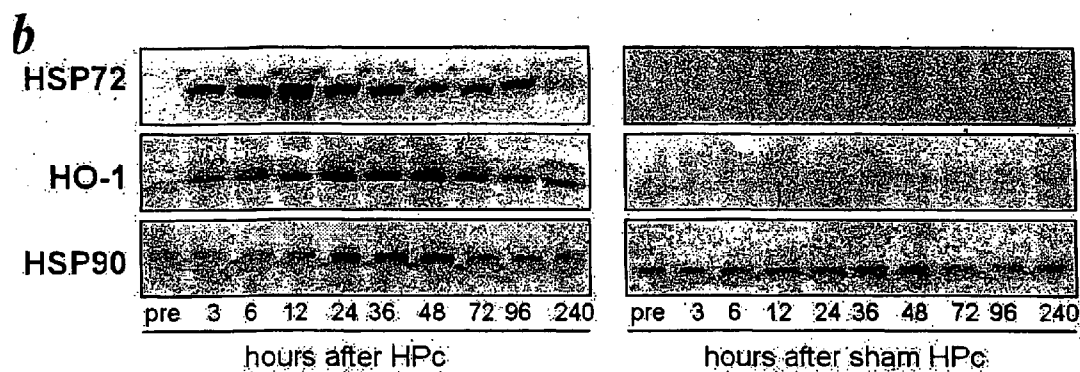 b
HSP72
HO-1
HSP90
pre 3 6 12 24 36 48 72 96 240 pre 3 6 12 24 36 48 72 96 240
hours after HPc hours after sham HPc